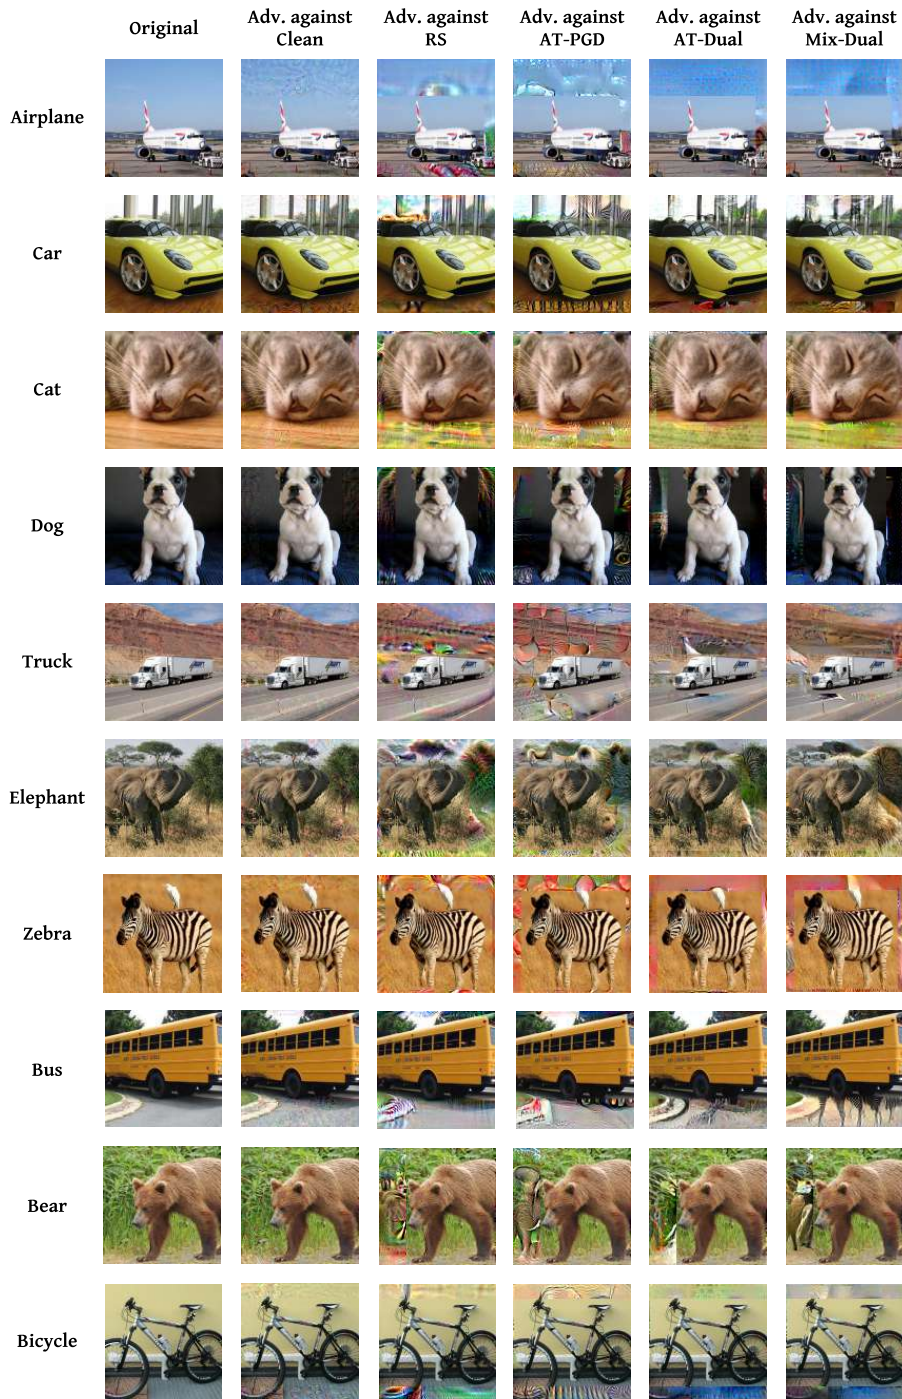 Original
Adv. against
Clean
Adv. against
RS
Adv. against
AT-PGD
Adv. against
AT-Dual
Adv. against
Mix-Dual
Airplane
Car
Cat
Dog
Truck
Elephant
Zebra
Bus
Bear
Bicycle